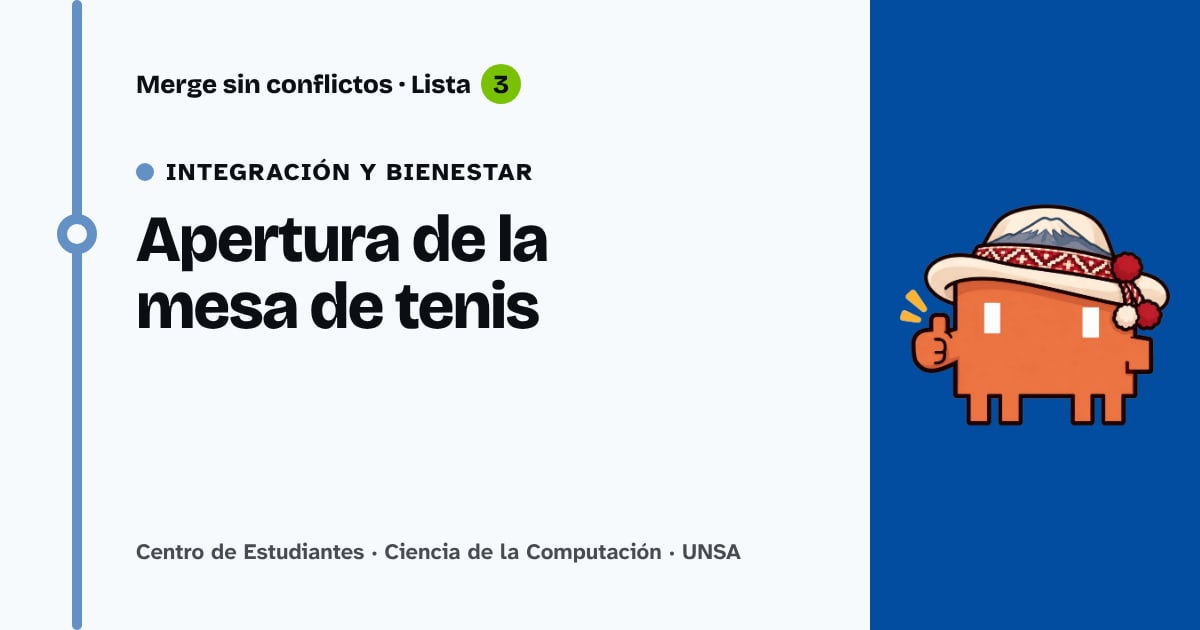 Merge sin conflictos · Lista 3
INTEGRACIÓN Y BIENESTAR
Apertura de la
mesa de tenis
Centro de Estudiantes · Ciencia de la Computación · UNSA